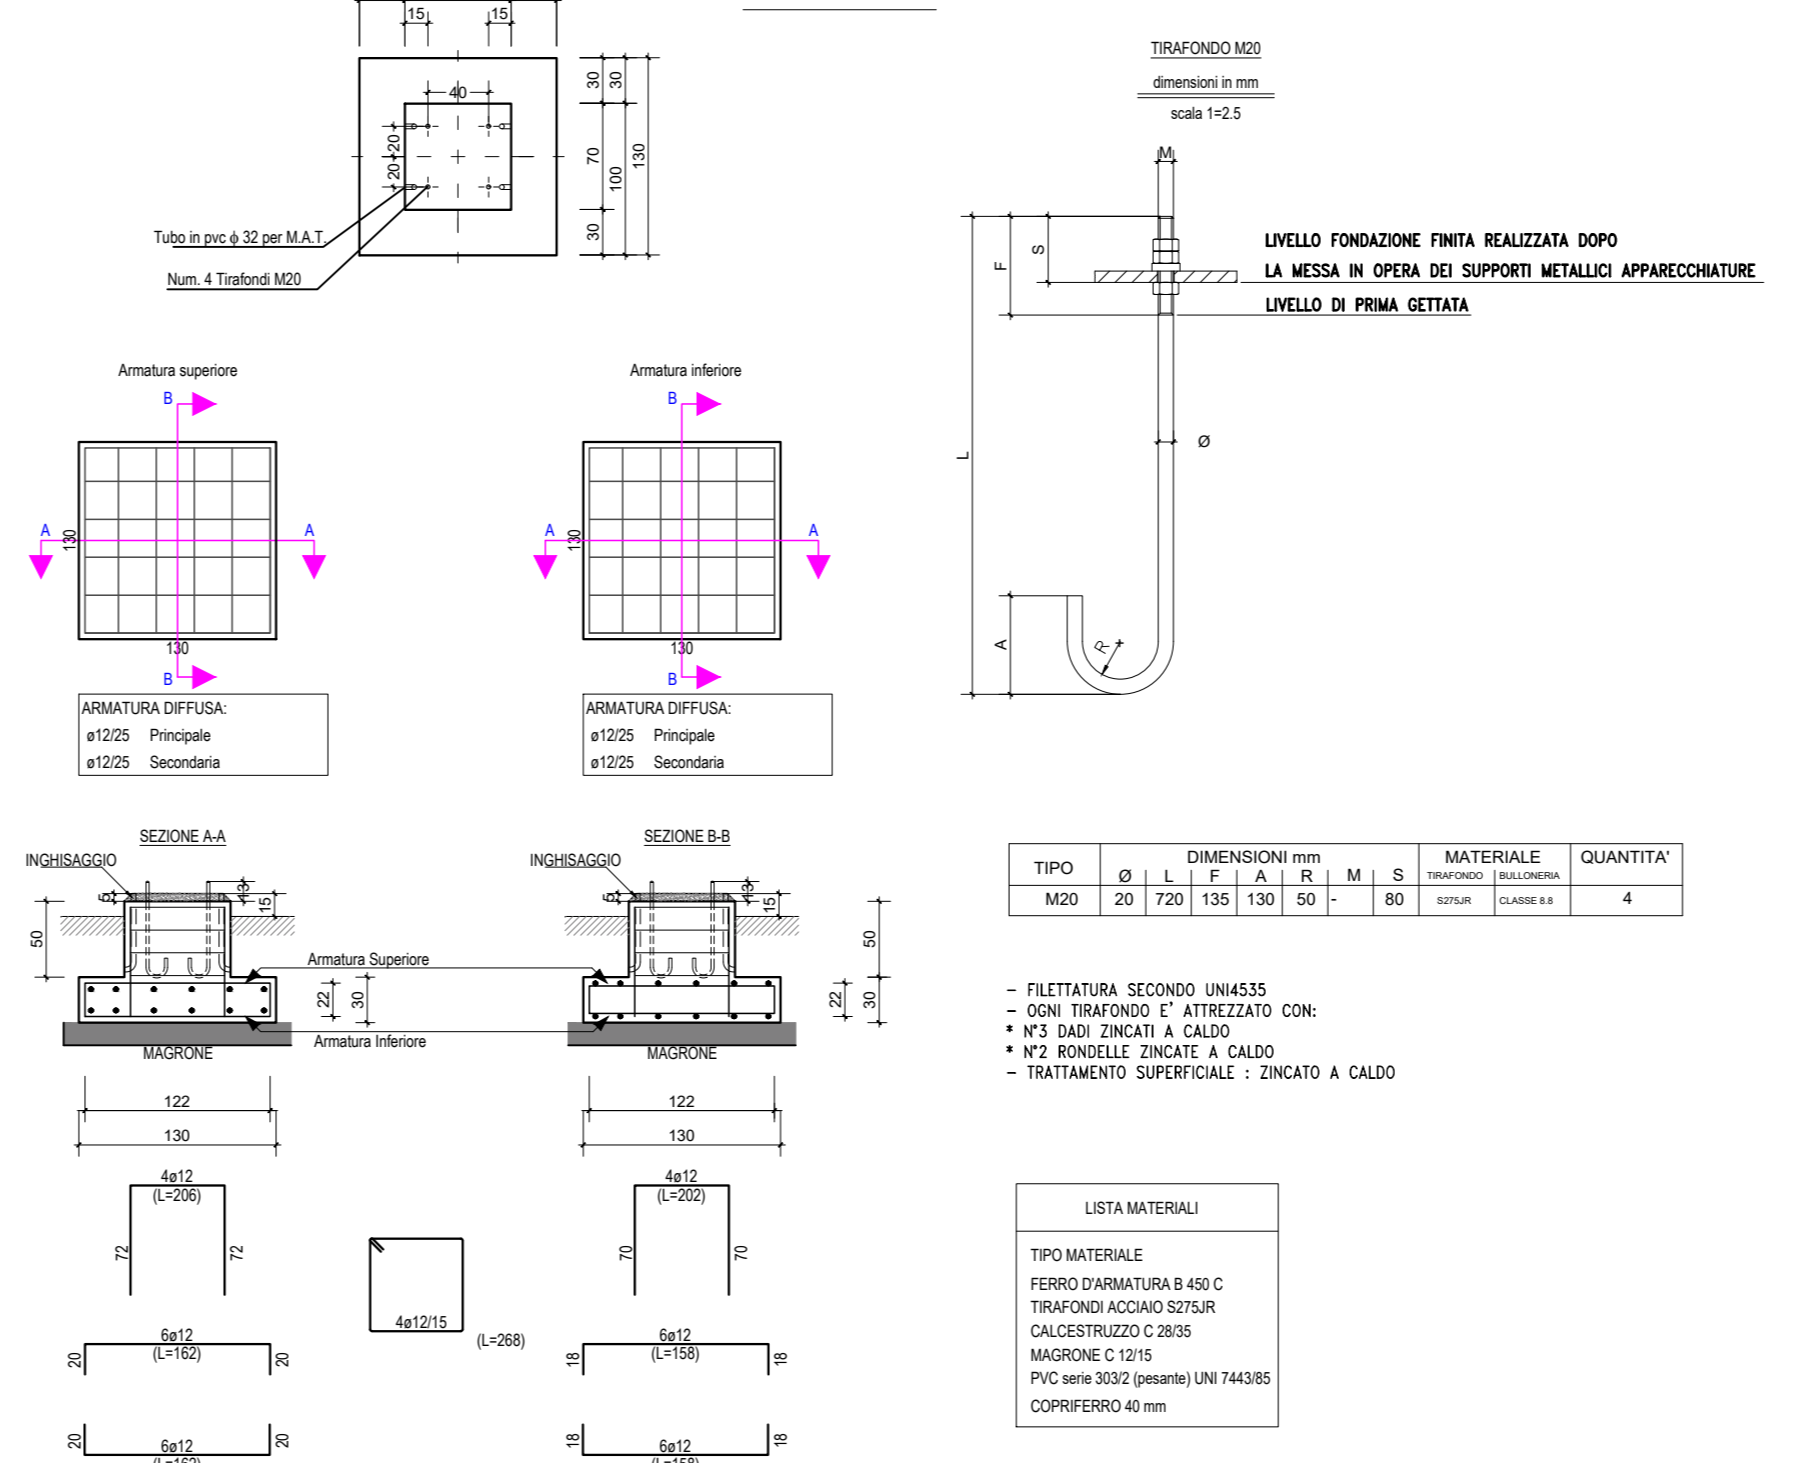 15 15
40
20
20
30 30
70
100
130
30
Tubo in pvc ϕ 32 per M.A.T.
Num. 4 Tirafondi M20
TIRAFONDO M20
dimensioni in mm
scala 1=2.5
M
S
F
L
Ø
A
R
LIVELLO FONDAZIONE FINITA REALIZZATA DOPO
LA MESSA IN OPERA DEI SUPPORTI METALLICI APPARECCHIATURE
LIVELLO DI PRIMA GETTATA
Armatura superiore
B
A A
130
130
B
ARMATURA DIFFUSA:
ø12/25 Principale
ø12/25 Secondaria
Armatura inferiore
B
A A
130
130
B
ARMATURA DIFFUSA:
ø12/25 Principale
ø12/25 Secondaria
SEZIONE A-A
INGHISAGGIO
5 13
15
50
Armatura Superiore
22 30
Armatura Inferiore
MAGRONE
122
130
SEZIONE B-B
INGHISAGGIO
5 13
15
50
22 30
MAGRONE
122
130
TIPO DIMENSIONI mm MATERIALE QUANTITA'
Ø L F A R M S TIRAFONDO BULLONERIA
M20 20 720 135 130 50 - 80 S275JR CLASSE 8.8 4
– FILETTATURA SECONDO UNI4535
– OGNI TIRAFONDO E' ATTREZZATO CON:
* N°3 DADI ZINCATI A CALDO
* N°2 RONDELLE ZINCATE A CALDO
– TRATTAMENTO SUPERFICIALE : ZINCATO A CALDO
4ø12
(L=206)
72 72
6ø12
(L=162)
20 20
20 20
6ø12
(L=162)
4ø12/15
(L=268)
4ø12
(L=202)
70 70
6ø12
(L=158)
18 18
18 18
6ø12
(L=158)
LISTA MATERIALI
TIPO MATERIALE
FERRO D'ARMATURA B 450 C
TIRAFONDI ACCIAIO S275JR
CALCESTRUZZO C 28/35
MAGRONE C 12/15
PVC serie 303/2 (pesante) UNI 7443/85
COPRIFERRO 40 mm